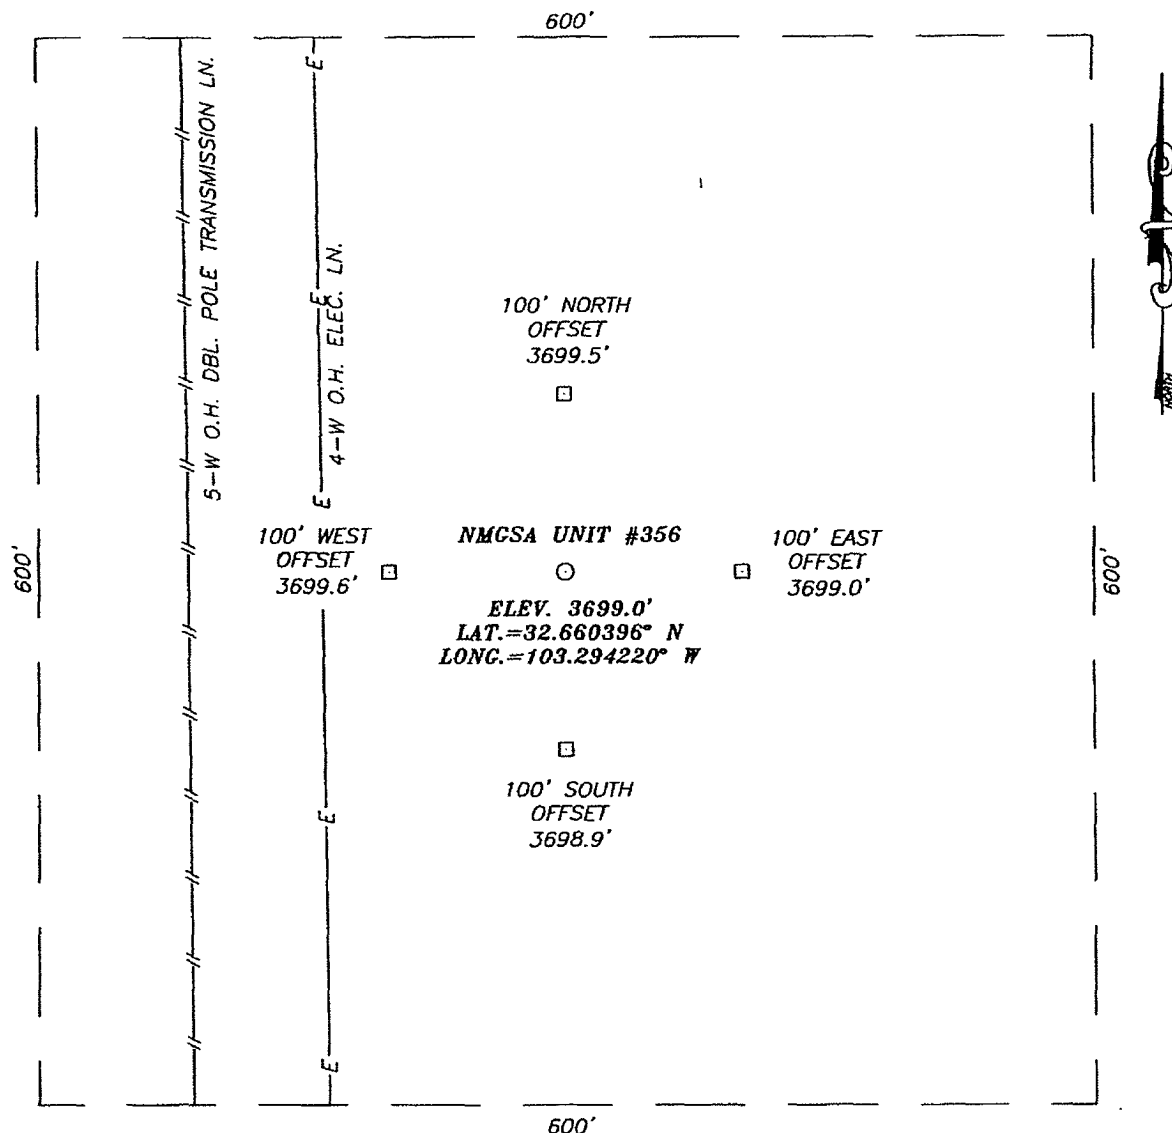 600'
5-W O.H. DBL. POLE TRANSMISSION LN.
4-W O.H. ELEC. LN.
E
E
E
E
E
100' NORTH
OFFSET
3699.5'
NORTH
600'
100' WEST
OFFSET
3699.6'
NMGSA UNIT #356
ELEV. 3699.0'
LAT.=32.660396° N
LONG.=103.294220° W
100' EAST
OFFSET
3699.0'
600'
100' SOUTH
OFFSET
3698.9'
600'